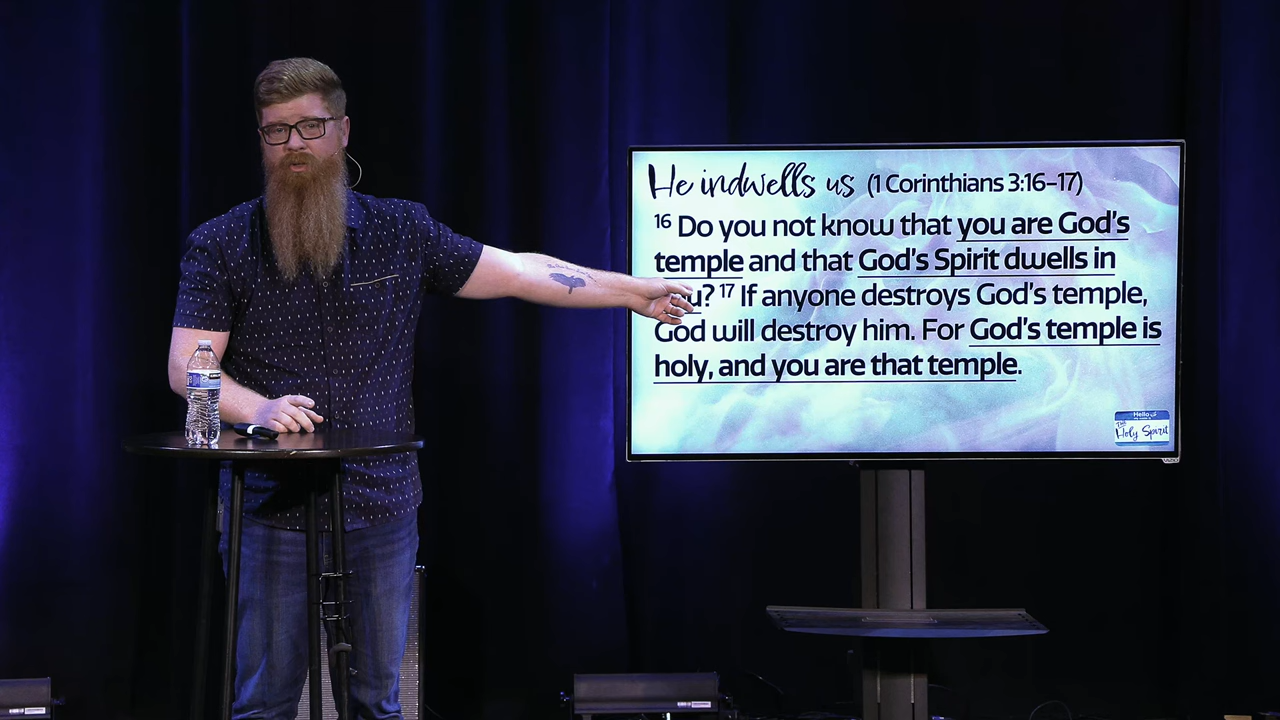 He indwells us (1 Corinthians 3:16–17)
16 Do you not know that you are God's
temple and that God's Spirit dwells in
u? 17 If anyone destroys God's temple,
God will destroy him. For God's temple is
holy, and you are that temple.
Hello
The
Holy Spirit